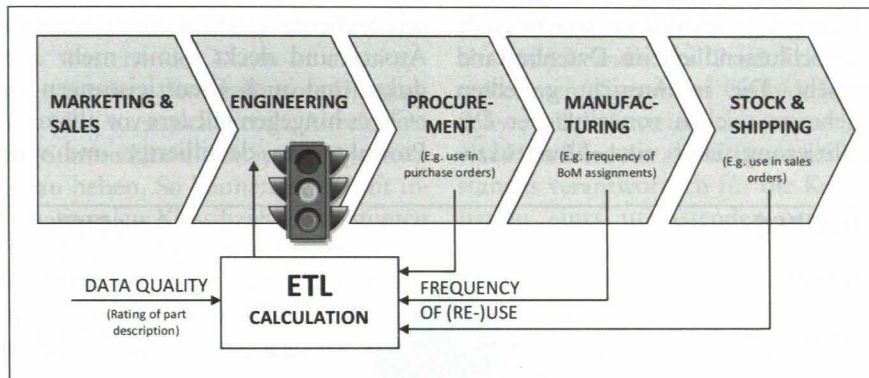 MARKETING &
SALES
ENGINEERING
PROCURE-
MENT
(E.g. use in
purchase orders)
MANUFAC-
TURING
(E.g. frequency of
BoM assignments)
STOCK &
SHIPPING
(E.g. use in sales
orders)
DATA QUALITY
(Rating of part
description)
ETL
CALCULATION
FREQUENCY
OF (RE-)USE